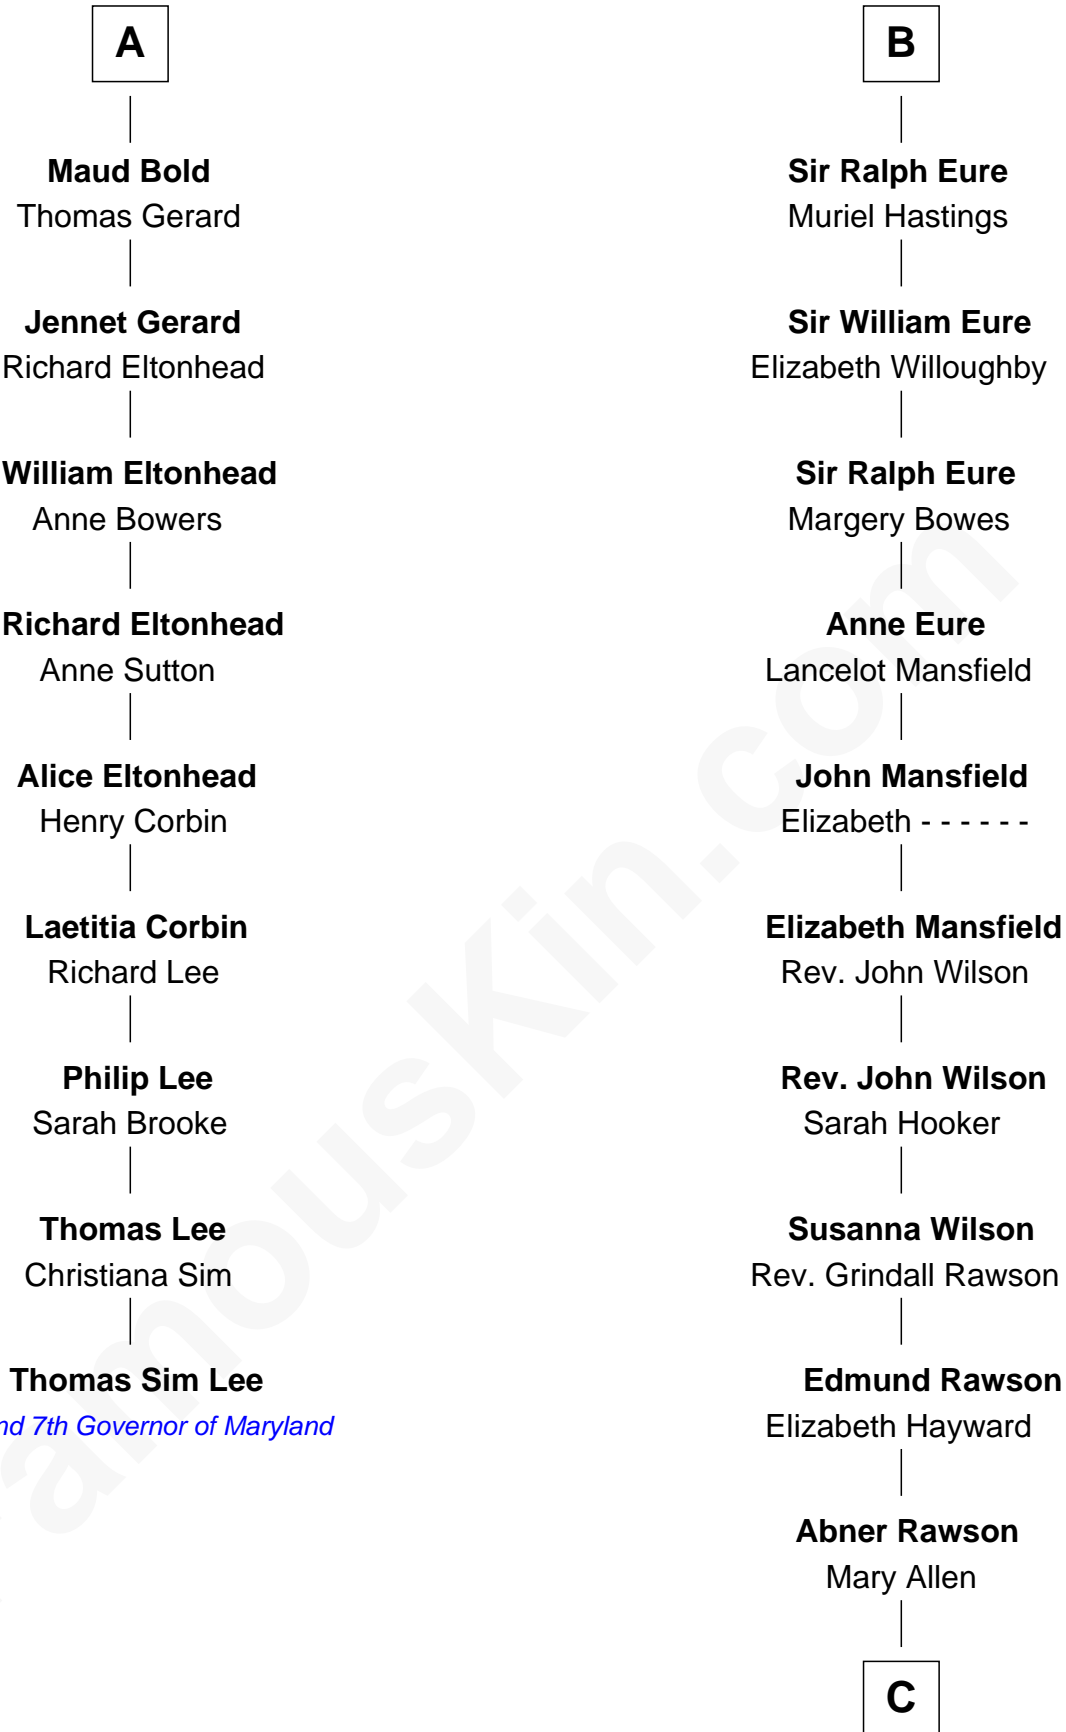 A
Maud Bold
Thomas Gerard
Jennet Gerard
Richard Eltonhead
William Eltonhead
Anne Bowers
Richard Eltonhead
Anne Sutton
Alice Eltonhead
Henry Corbin
Laetitia Corbin
Richard Lee
Philip Lee
Sarah Brooke
Thomas Lee
Christiana Sim
Thomas Sim Lee
nd 7th Governor of Maryland
B
Sir Ralph Eure
Muriel Hastings
Sir William Eure
Elizabeth Willoughby
Sir Ralph Eure
Margery Bowes
Anne Eure
Lancelot Mansfield
John Mansfield
Elizabeth - - - - - -
Elizabeth Mansfield
Rev. John Wilson
Rev. John Wilson
Sarah Hooker
Susanna Wilson
Rev. Grindall Rawson
Edmund Rawson
Elizabeth Hayward
Abner Rawson
Mary Allen
C
amouskin.com